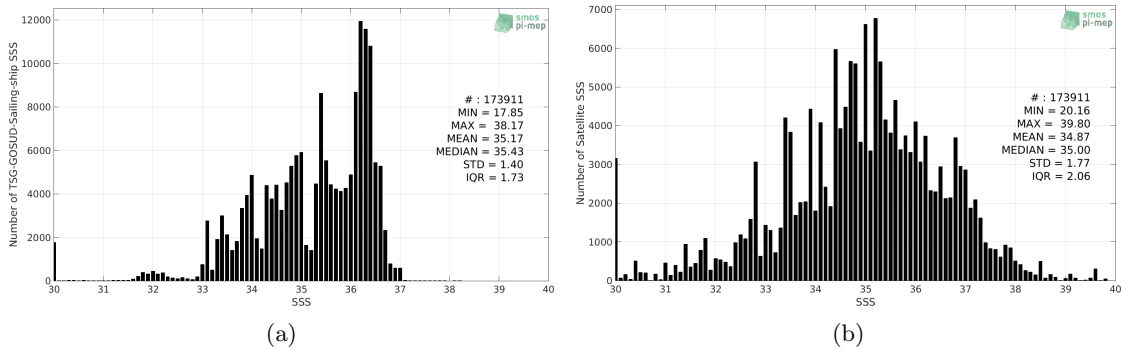 12000
10000
8000
6000
4000
2000
0
Number of TSG-GOSUD-Sailing-ship SSS
30 31 32 33 34 35 36 37 38 39 40
SSS
smos
pi-mep
# : 173911
MIN = 17.85
MAX = 38.17
MEAN = 35.17
MEDIAN = 35.43
STD = 1.40
IQR = 1.73
(a)
7000
6000
5000
4000
3000
2000
1000
0
Number of Satellite SSS
30 31 32 33 34 35 36 37 38 39 40
SSS
smos
pi-mep
# : 173911
MIN = 20.16
MAX = 39.80
MEAN = 34.87
MEDIAN = 35.00
STD = 1.77
IQR = 2.06
(b)